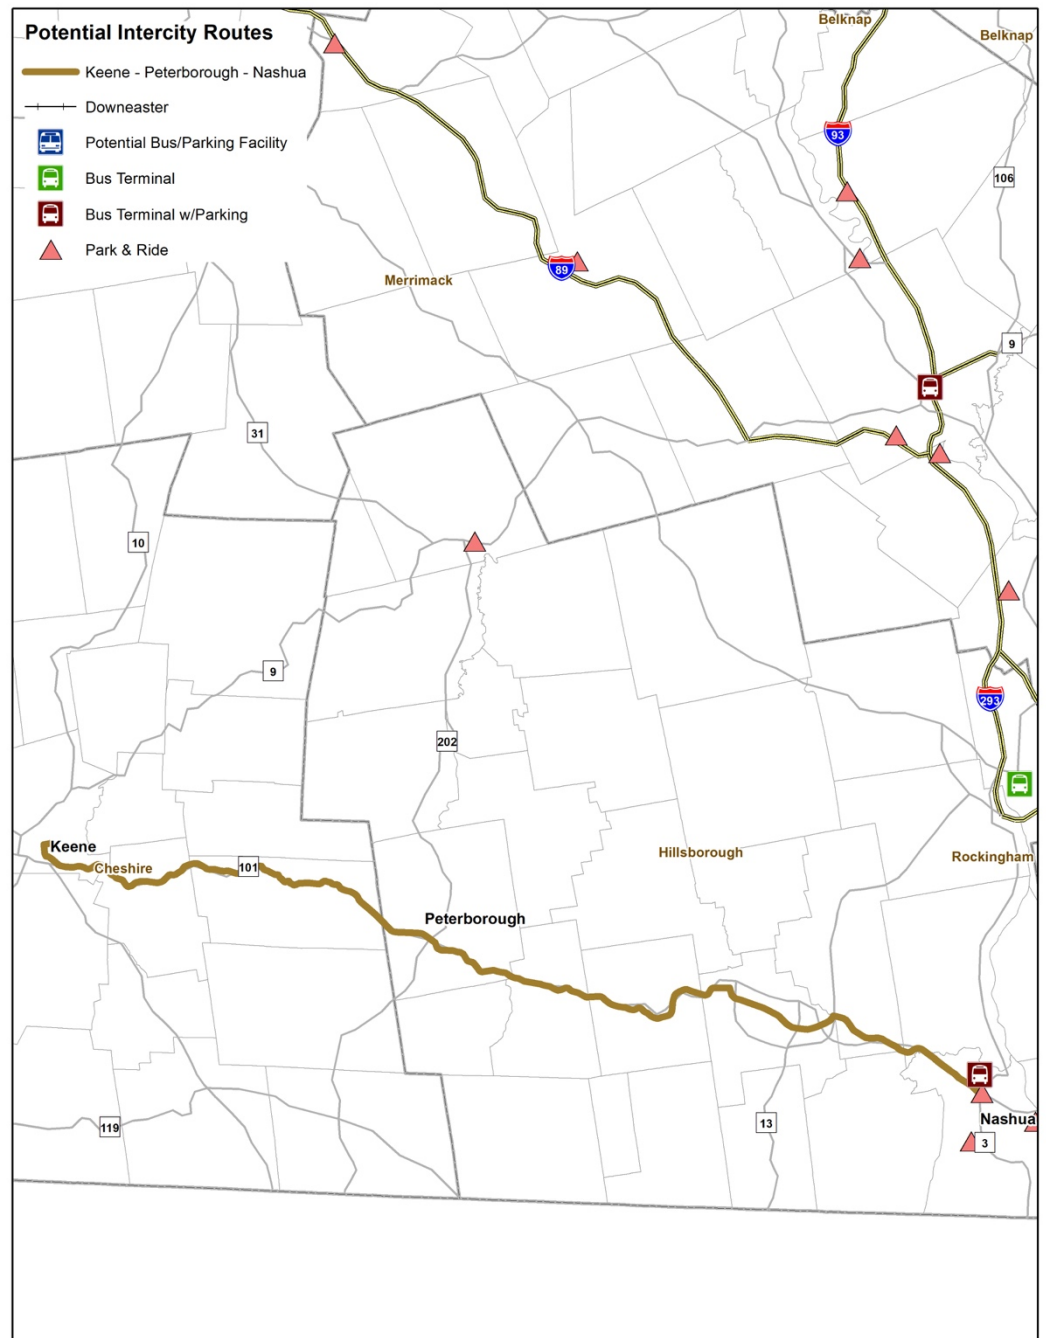 Potential Intercity Routes
Keene - Peterborough - Nashua
Downeaster
Potential Bus/Parking Facility
Bus Terminal
Bus Terminal w/Parking
Park & Ride
Belknap
Belknap
93
106
89
Merrimack
9
31
10
9
293
202
Keene
Cheshire
101
Hillsborough
Rockingham
Peterborough
Nashua
119
13
3